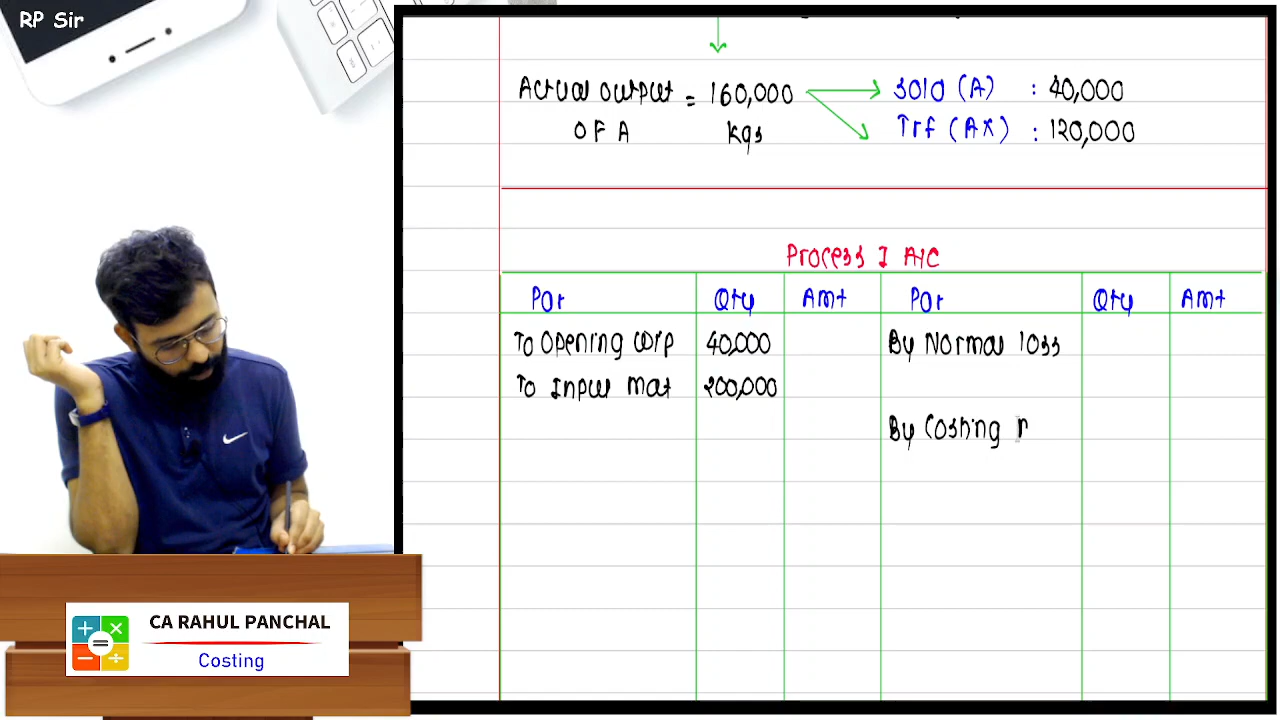 RP Sir
Actual output = 160,000 Sold (A) : 40,000
OF A kgs Trf (AX) : 120,000
Process I A/C
Par Qty Amt Par Qty Amt
To Opening WIP 40,000 By Normal loss
To Input Mat 200,000
By Costing P
CA RAHUL PANCHAL
Costing